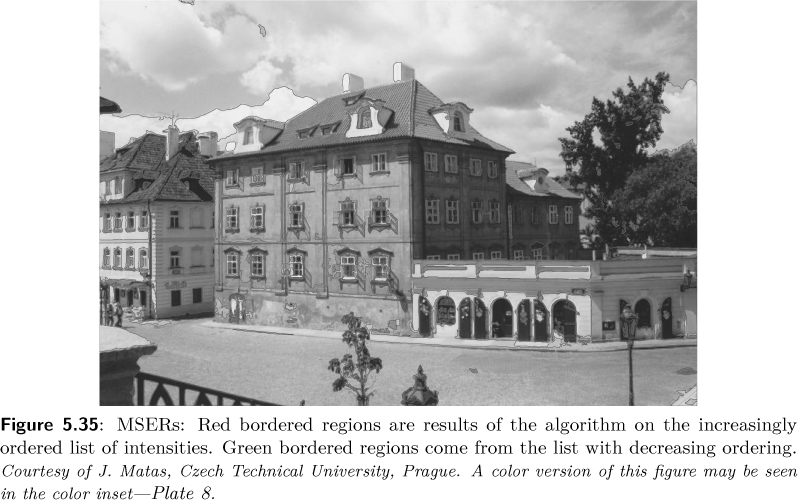 Figure 5.35: MSERs: Red bordered regions are results of the algorithm on the increasingly
ordered list of intensities. Green bordered regions come from the list with decreasing ordering.
Courtesy of J. Matas, Czech Technical University, Prague. A color version of this figure may be seen
in the color inset—Plate 8.